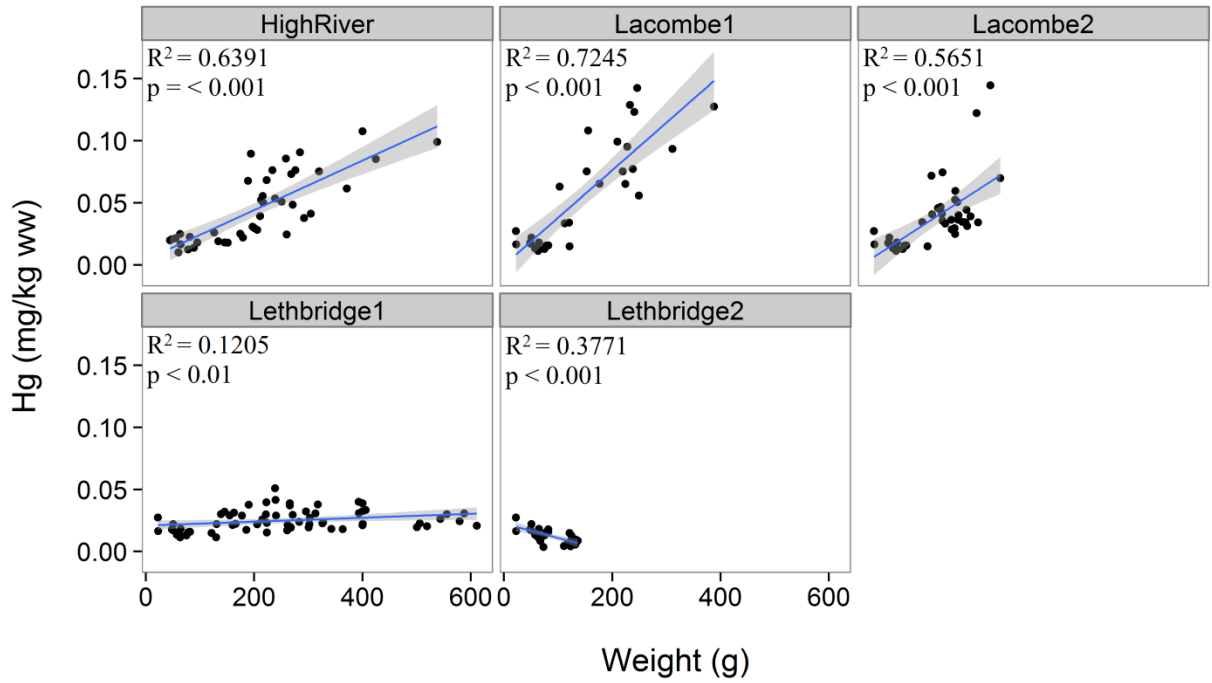 HighRiver
Lacombe1
Lacombe2
R² = 0.6391
p = < 0.001
R² = 0.7245
p < 0.001
R² = 0.5651
p < 0.001
0.15
0.10
0.05
0.00
Lethbridge1
Lethbridge2
R² = 0.1205
p < 0.01
R² = 0.3771
p < 0.001
0.15
0.10
0.05
0.00
0 200 400 600
0 200 400 600
Hg (mg/kg ww)
Weight (g)